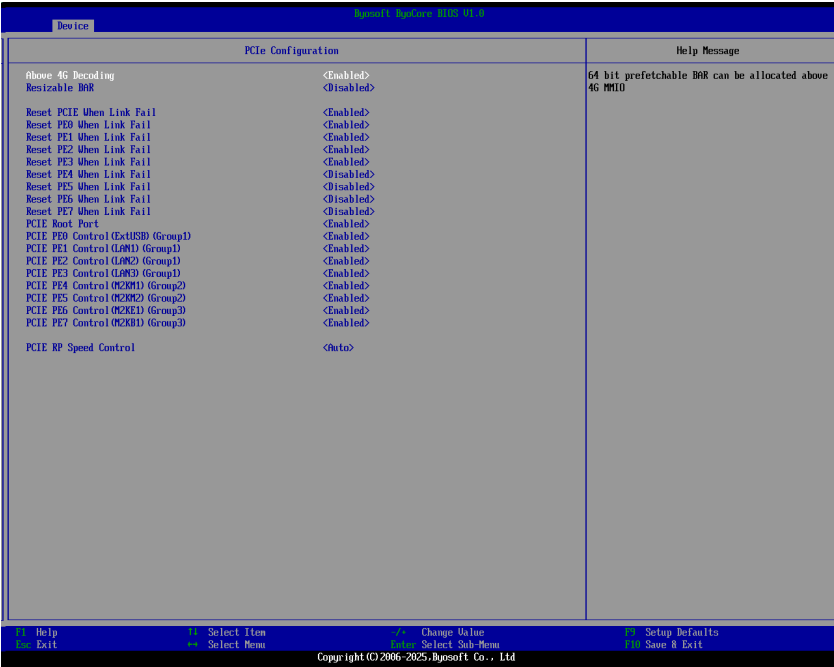 Byosoft ByoCore BIOS V1.0
Device
PCIe Configuration
Help Message
Above 4G Decoding <Enabled>
64 bit prefetchable BAR can be allocated above
Resizable BAR <Disabled>
4G MMIO
Reset PCIE When Link Fail <Enabled>
Reset PE0 When Link Fail <Enabled>
Reset PE1 When Link Fail <Enabled>
Reset PE2 When Link Fail <Enabled>
Reset PE3 When Link Fail <Enabled>
Reset PE4 When Link Fail <Disabled>
Reset PE5 When Link Fail <Disabled>
Reset PE6 When Link Fail <Disabled>
Reset PE7 When Link Fail <Disabled>
PCIE Root Port <Enabled>
PCIE PE0 Control(ExtUSB)(Group1) <Enabled>
PCIE PE1 Control(LAN1)(Group1) <Enabled>
PCIE PE2 Control(LAN2)(Group1) <Enabled>
PCIE PE3 Control(LAN3)(Group1) <Enabled>
PCIE PE4 Control(M2KM1)(Group2) <Enabled>
PCIE PE5 Control(M2KM2)(Group2) <Enabled>
PCIE PE6 Control(M2KE1)(Group3) <Enabled>
PCIE PE7 Control(M2KB1)(Group3) <Enabled>
PCIE RP Speed Control <Auto>
F1 Help ↑↓ Select Item -/+ Change Value F9 Setup Defaults
Esc Exit ↔ Select Menu Enter Select Sub-Menu F10 Save & Exit
Copyright(C)2006-2025,Byosoft Co., Ltd